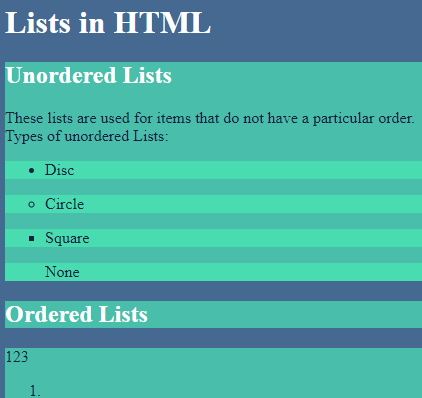 Lists in HTML
Unordered Lists
These lists are used for items that do not have a particular order.
Types of unordered Lists:
Disc
Circle
Square
None
Ordered Lists
123
1.